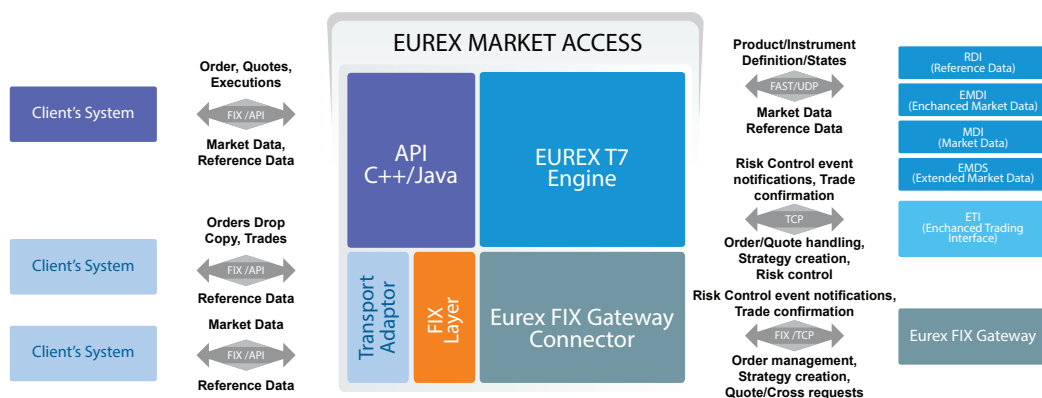 EUREX MARKET ACCESS
Client's System
Order, Quotes,
Executions
FIX /API
Market Data,
Reference Data
Client's System
Orders Drop
Copy, Trades
FIX /API
Reference Data
Client's System
Market Data
FIX /API
Reference Data
API
C++/Java
EUREX T7
Engine
Transport
Adaptor
FIX
Layer
Eurex FIX Gateway
Connector
Product/Instrument
Definition/States
FAST/UDP
Market Data
Reference Data
Risk Control event
notifications, Trade
confirmation
TCP
Order/Quote handling,
Strategy creation,
Risk control
Risk Control event notifications,
Trade confirmation
FIX /TCP
Order management,
Strategy creation,
Quote/Cross requests
RDI
(Reference Data)
EMDI
(Enchanced Market Data)
MDI
(Market Data)
EMDS
(Extended Market Data)
ETI
(Enchanced Trading
Interface)
Eurex FIX Gateway